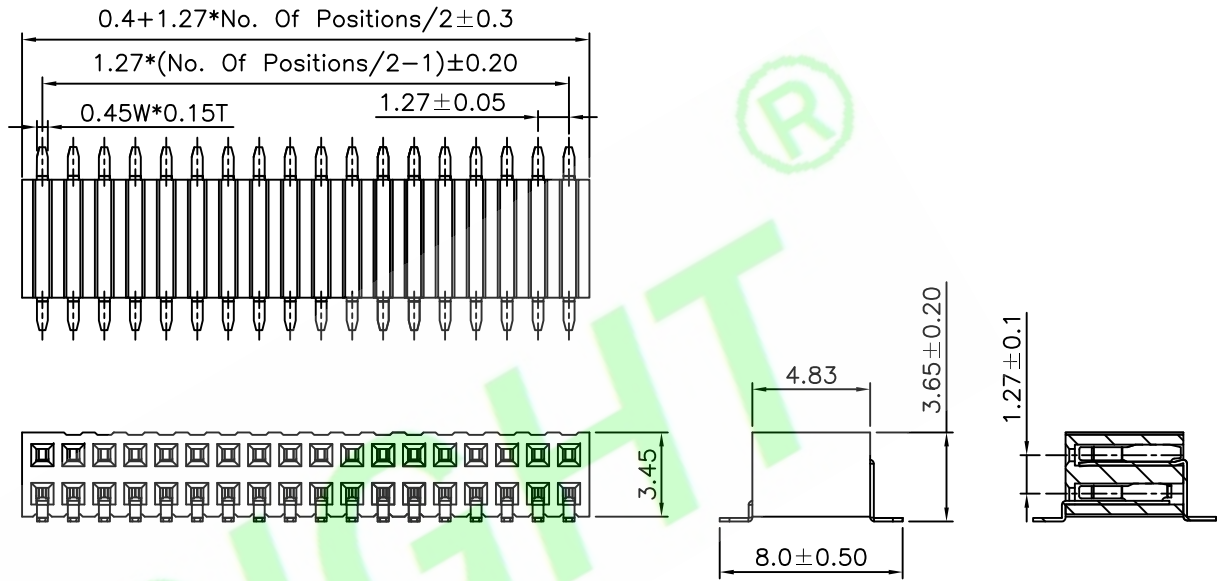 0.4+1.27*No. Of Positions/2±0.3
1.27*(No. Of Positions/2-1)±0.20
0.45W*0.15T
1.27±0.05
®
3.45
4.83
3.65±0.20
8.0±0.50
1.27±0.1
IGHT